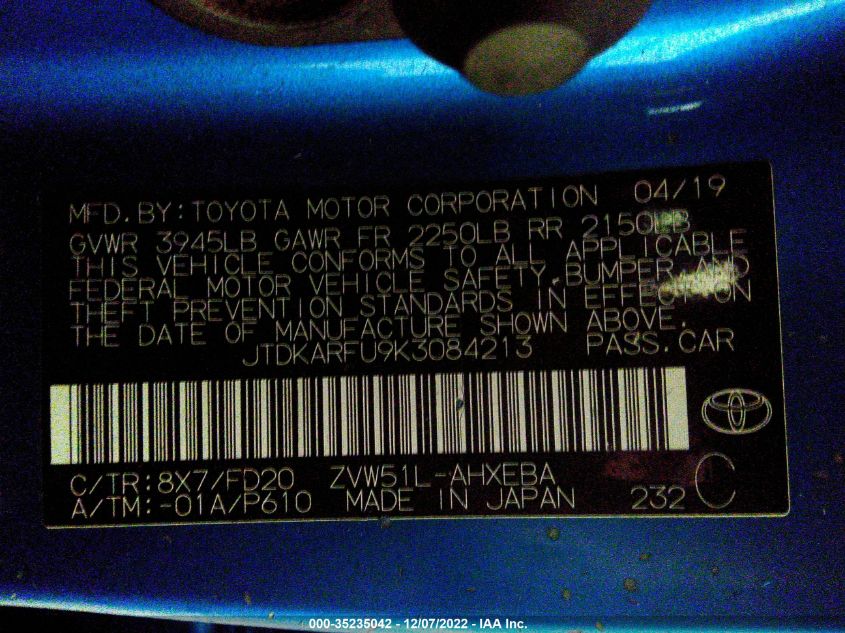 MFD.BY:TOYOTA MOTOR CORPORATION 04/19
GVWR 3945LB GAWR FR 2250LB RR 2150LB
THIS VEHICLE CONFORMS TO ALL APPLICABLE
FEDERAL MOTOR VEHICLE SAFETY, BUMPER AND
THEFT PREVENTION STANDARDS IN EFFECT ON
THE DATE OF MANUFACTURE SHOWN ABOVE.
JTDKARFU9K3084213 PASS.CAR
C/TR:8X7/FD20 ZVW51L-AHXEBA
A/TM:-01A/P610 MADE IN JAPAN 232 C
000-35235042 - 12/07/2022 - IAA Inc.